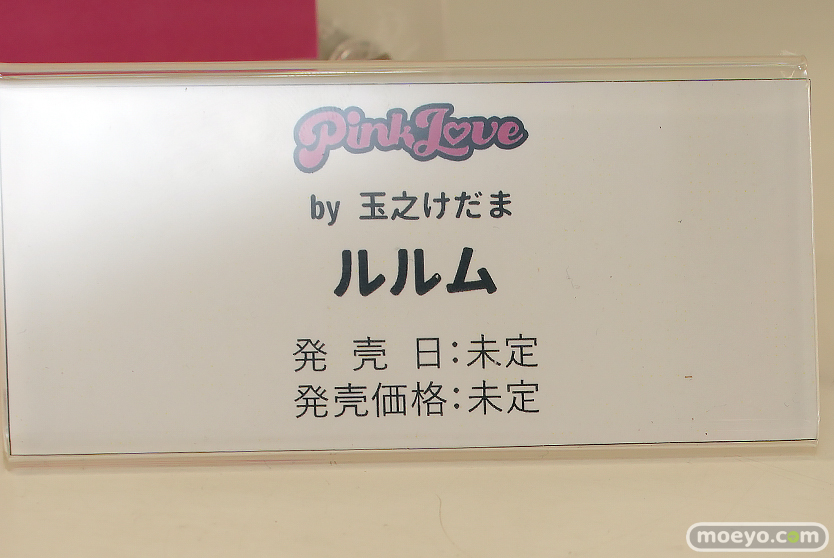 PinkLove
by 玉之けだま
ルルム
発売日:未定
発売価格:未定
moeyo.com